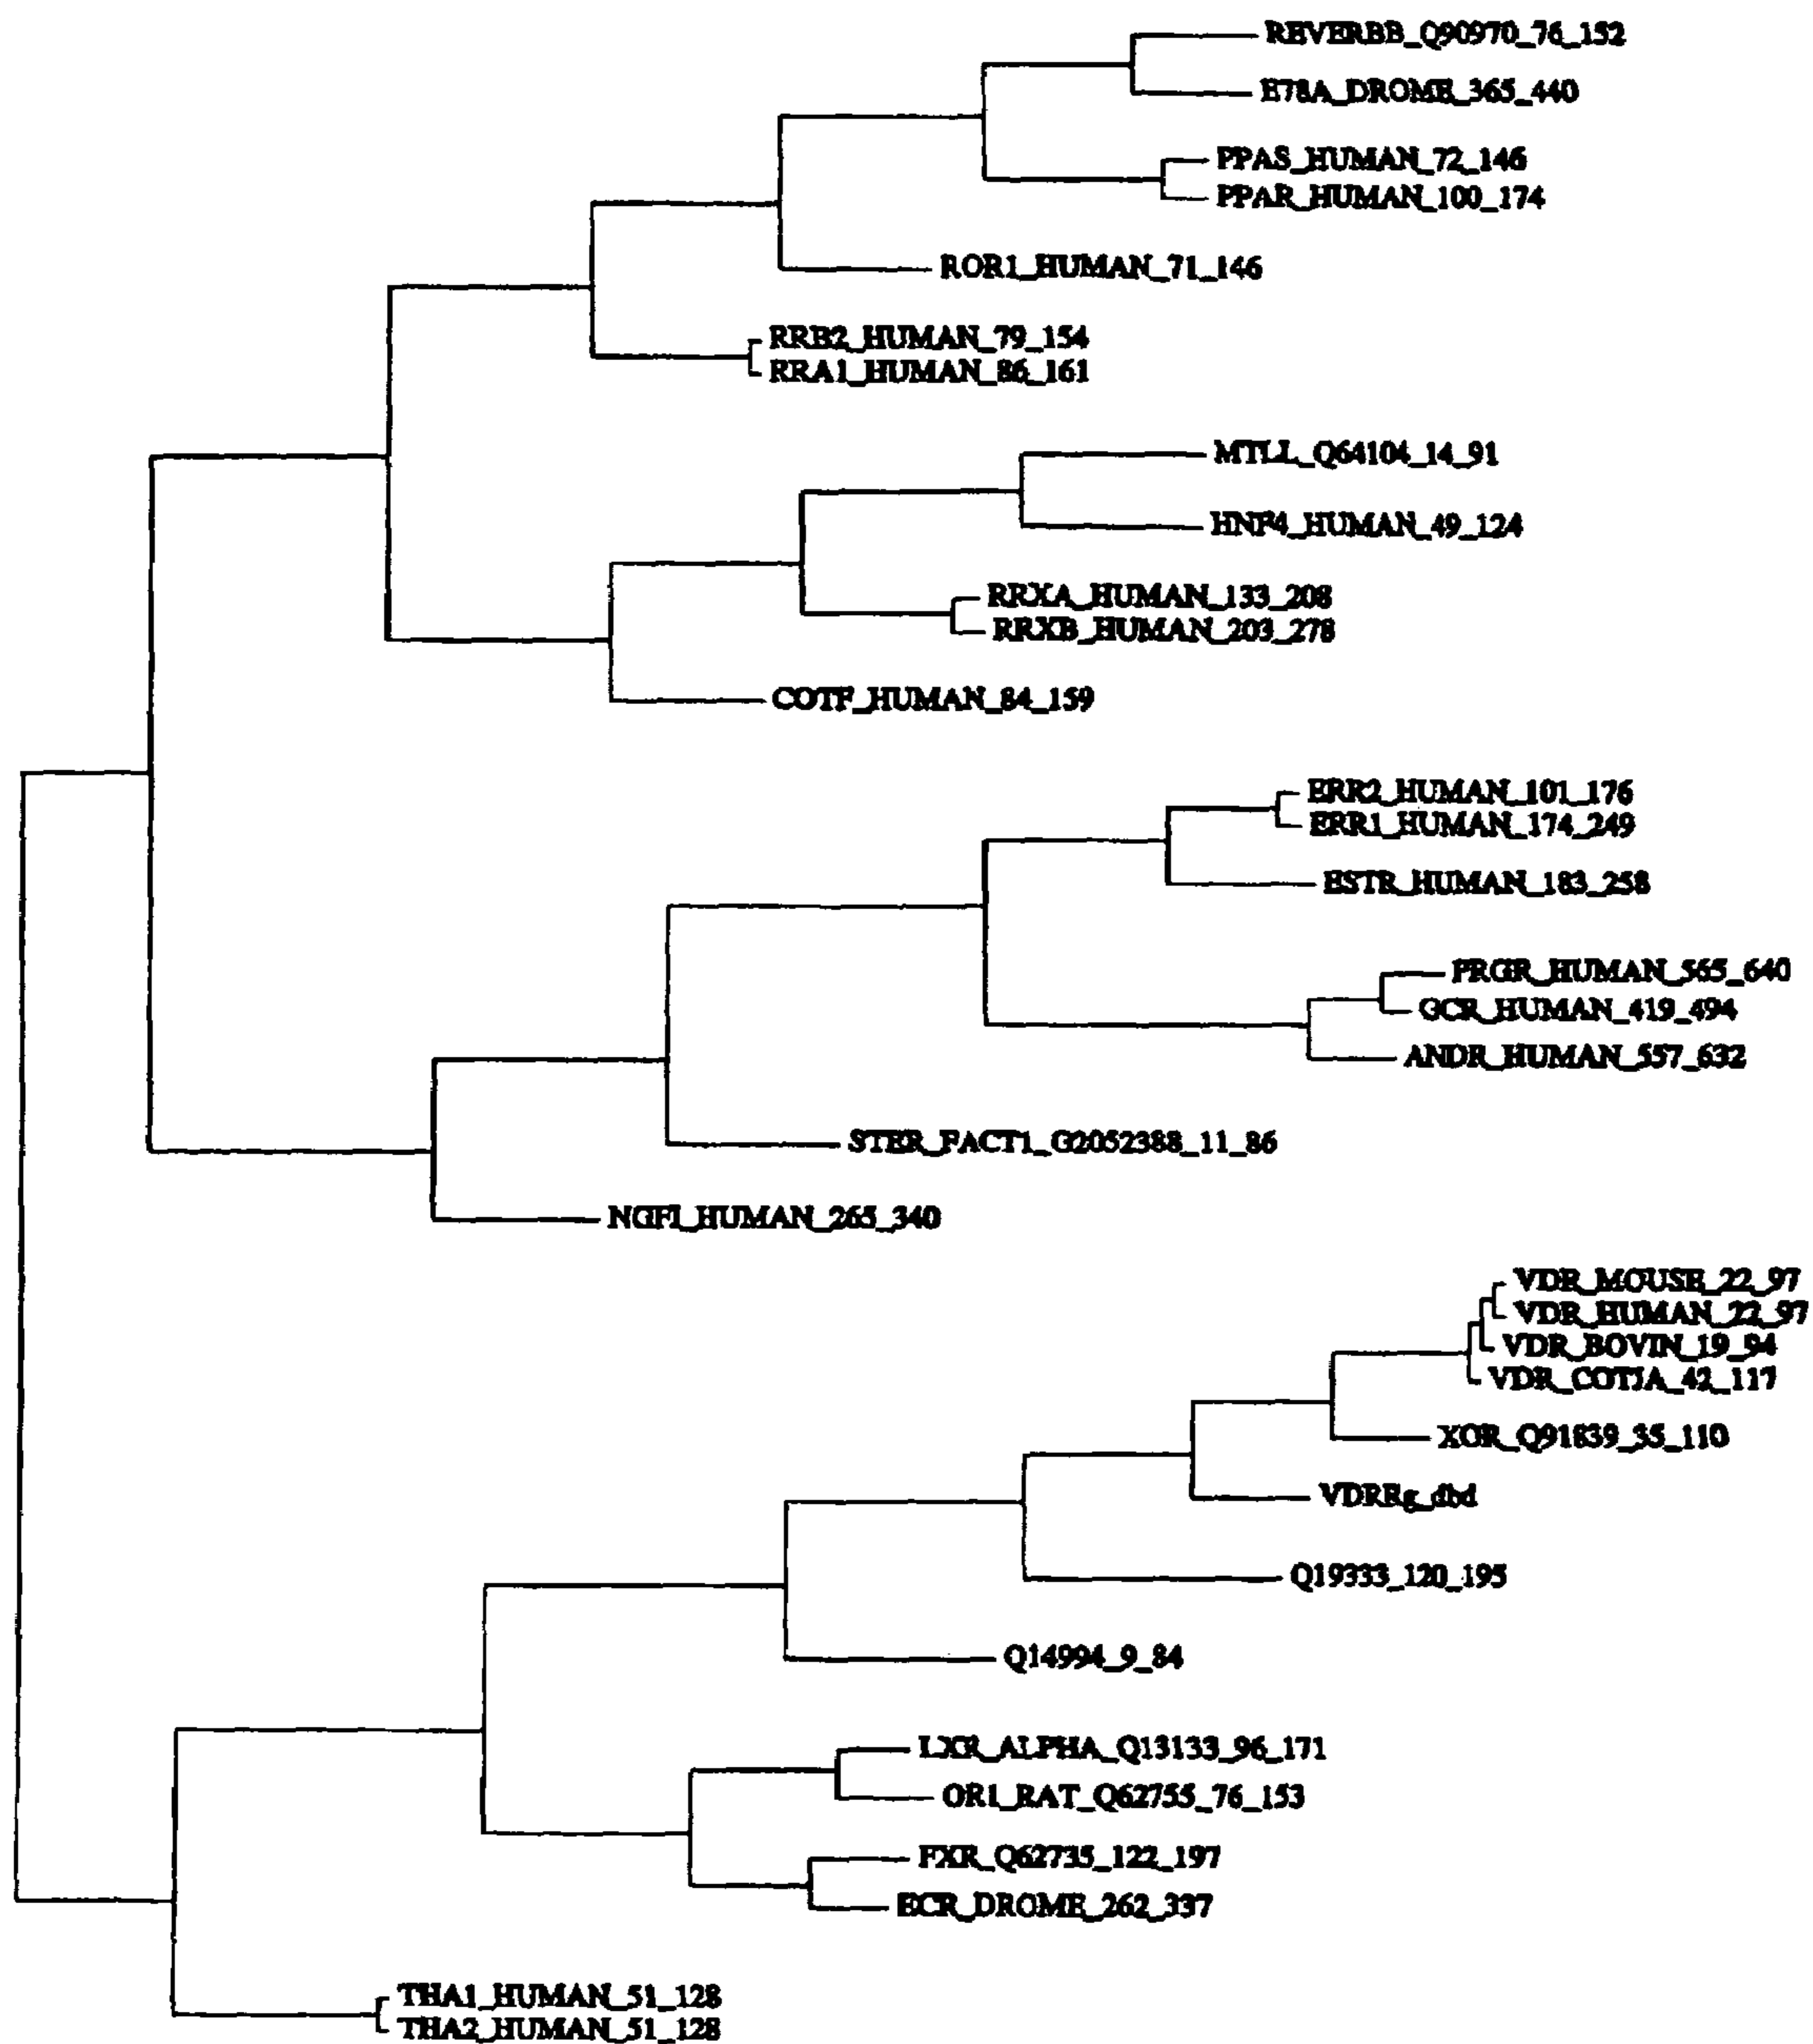 REVERBB_Q90970_76_152
E78A_DROME_365_440
PPAS_HUMAN_72_146
PPAR_HUMAN_100_174
ROR1_HUMAN_71_146
RRB2_HUMAN_79_154
RRA1_HUMAN_86_161
MTLL_Q64104_14_91
HNF4_HUMAN_49_124
RRXA_HUMAN_133_208
RRXB_HUMAN_203_278
COTF_HUMAN_84_159
ERR2_HUMAN_101_176
ERR1_HUMAN_174_249
ESTR_HUMAN_183_258
PRGR_HUMAN_565_640
GCR_HUMAN_419_494
ANDR_HUMAN_557_632
STER_FACT1_G2052388_11_86
NGFI_HUMAN_265_340
VDR_MOUSE_22_97
VDR_HUMAN_22_97
VDR_BOVIN_19_94
VDR_COTJA_42_117
XOR_Q91839_35_110
VDRRg_dbd
Q19333_120_195
Q14994_9_84
LXR_ALPHA_Q13133_96_171
OR1_RAT_Q62755_76_153
FXR_Q62735_122_197
ECR_DROME_262_337
THA1_HUMAN_51_128
THA2_HUMAN_51_128